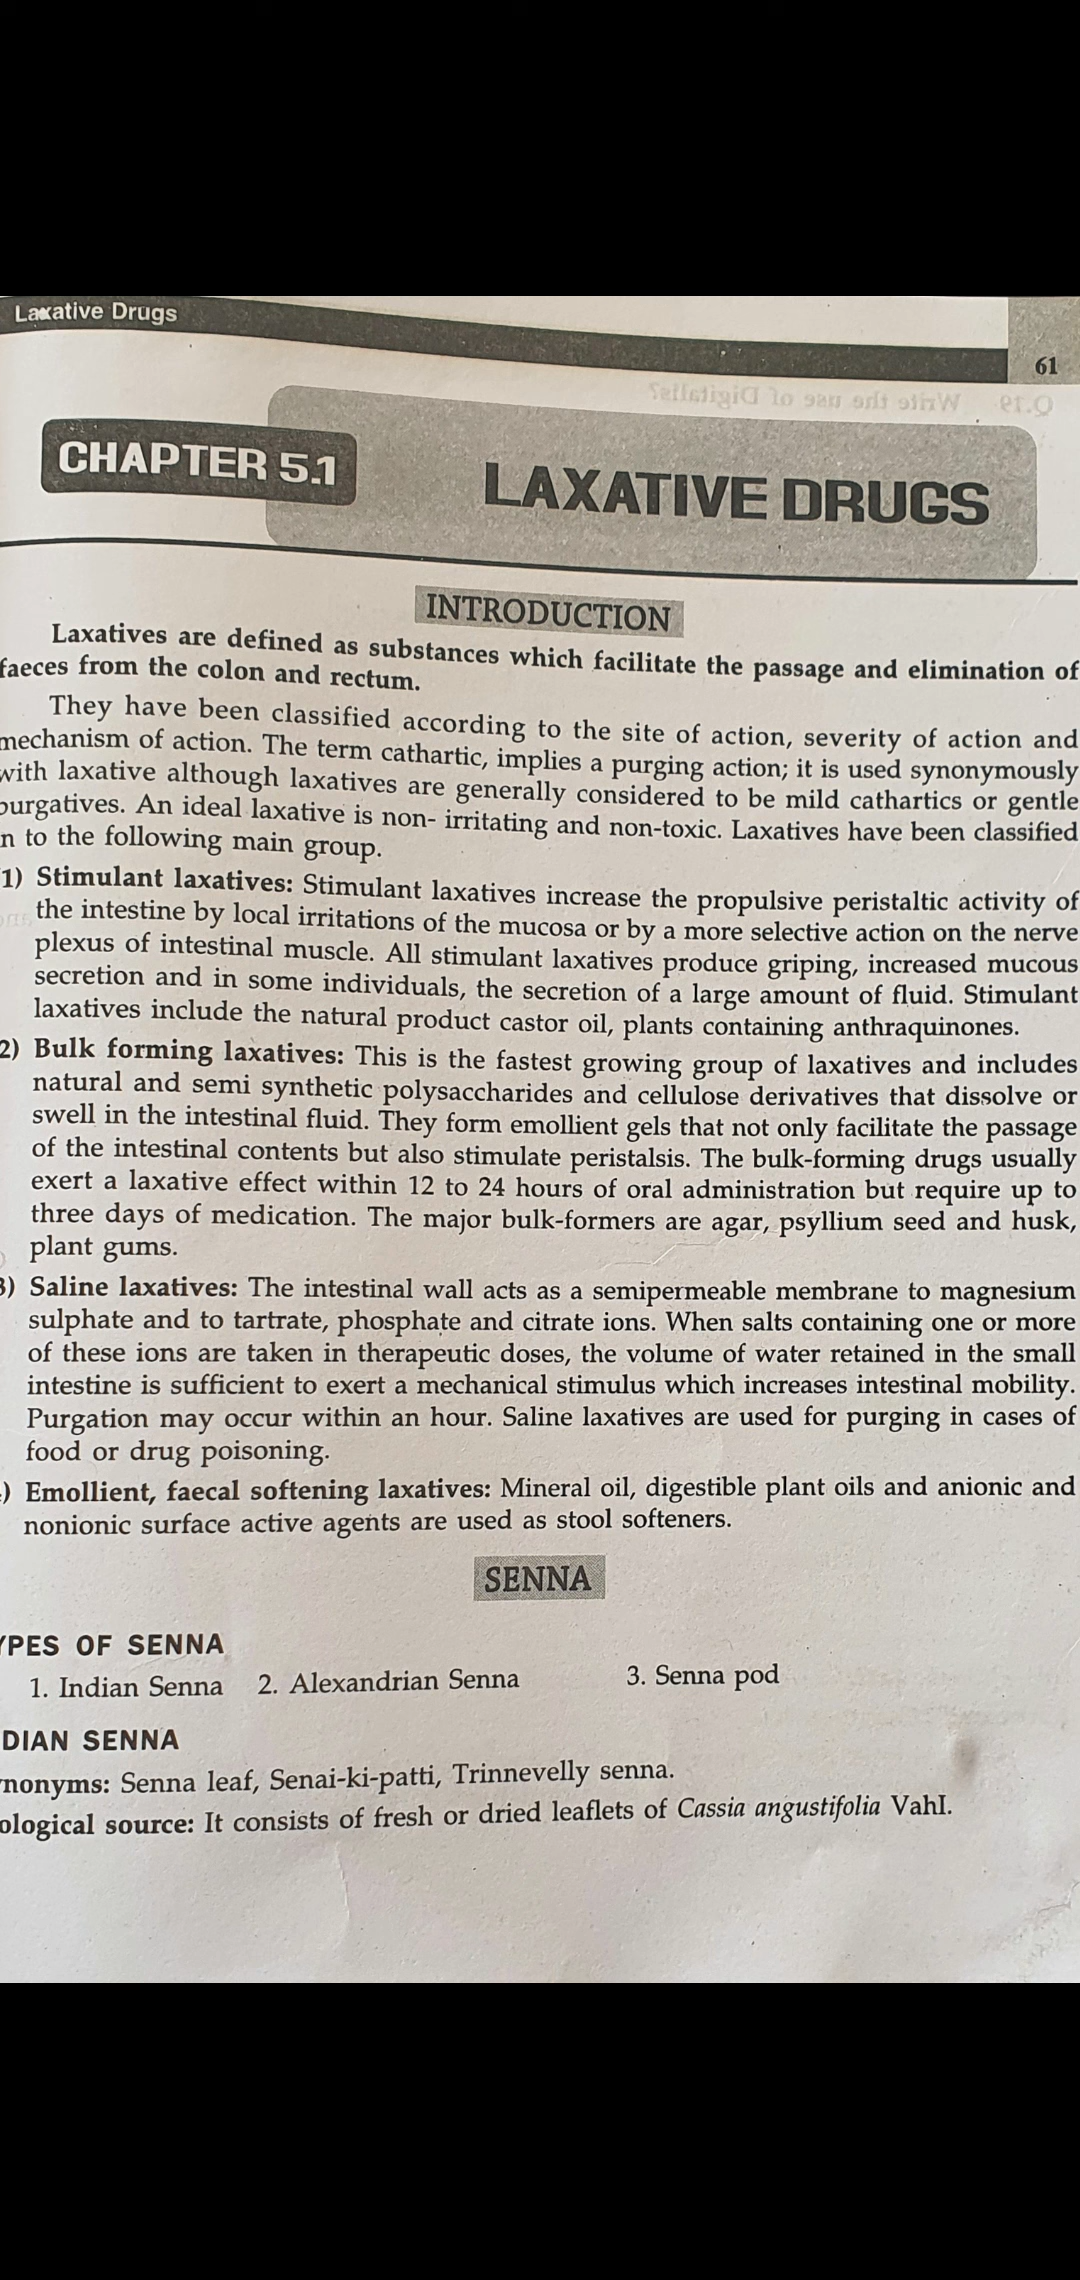 Laxative Drugs
61
CHAPTER 5.1
LAXATIVE DRUGS
INTRODUCTION
Laxatives are defined as substances which facilitate the passage and elimination of
faeces from the colon and rectum.
They have been classified according to the site of action, severity of action and
mechanism of action. The term cathartic, implies a purging action; it is used synonymously
with laxative although laxatives are generally considered to be mild cathartics or gentle
purgatives. An ideal laxative is non- irritating and non-toxic. Laxatives have been classified
n to the following main group.
1) Stimulant laxatives: Stimulant laxatives increase the propulsive peristaltic activity of
the intestine by local irritations of the mucosa or by a more selective action on the nerve
plexus of intestinal muscle. All stimulant laxatives produce griping, increased mucous
secretion and in some individuals, the secretion of a large amount of fluid. Stimulant
laxatives include the natural product castor oil, plants containing anthraquinones.
2) Bulk forming laxatives: This is the fastest growing group of laxatives and includes
natural and semi synthetic polysaccharides and cellulose derivatives that dissolve or
swell in the intestinal fluid. They form emollient gels that not only facilitate the passage
of the intestinal contents but also stimulate peristalsis. The bulk-forming drugs usually
exert a laxative effect within 12 to 24 hours of oral administration but require up to
three days of medication. The major bulk-formers are agar, psyllium seed and husk,
plant gums.
3) Saline laxatives: The intestinal wall acts as a semipermeable membrane to magnesium
sulphate and to tartrate, phosphate and citrate ions. When salts containing one or more
of these ions are taken in therapeutic doses, the volume of water retained in the small
intestine is sufficient to exert a mechanical stimulus which increases intestinal mobility.
Purgation may occur within an hour. Saline laxatives are used for purging in cases of
food or drug poisoning.
) Emollient, faecal softening laxatives: Mineral oil, digestible plant oils and anionic and
nonionic surface active agents are used as stool softeners.
SENNA
YPES OF SENNA
1. Indian Senna 2. Alexandrian Senna 3. Senna pod
DIAN SENNA
nonyms: Senna leaf, Senai-ki-patti, Trinnevelly senna.
ological source: It consists of fresh or dried leaflets of Cassia angustifolia Vahl.